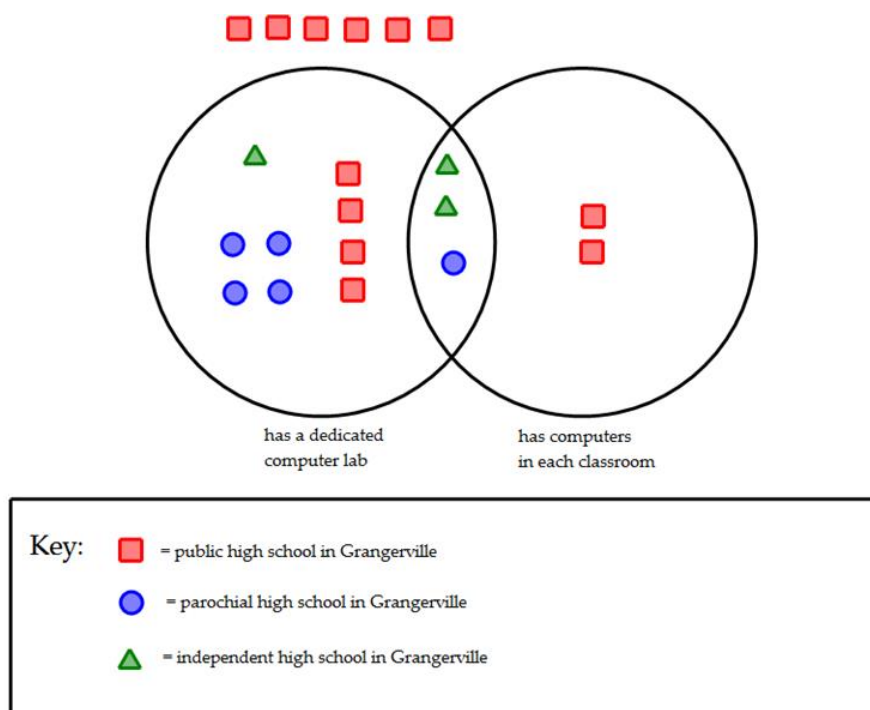 has a dedicated
computer lab
has computers
in each classroom
Key:
= public high school in Grangerville
= parochial high school in Grangerville
= independent high school in Grangerville